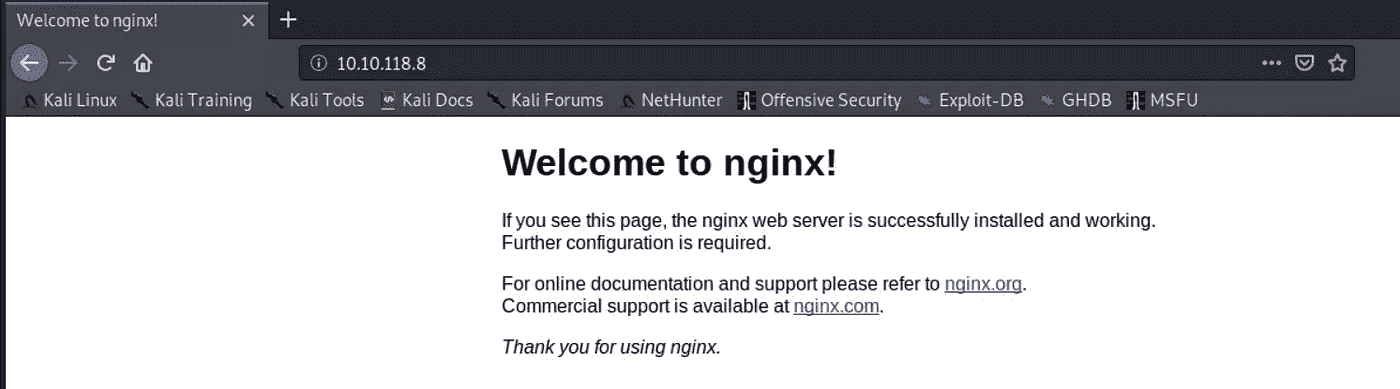 Welcome to nginx!
10.10.118.8
Kali Linux Kali Training Kali Tools Kali Docs Kali Forums NetHunter Offensive Security Exploit-DB GHDB MSFU
Welcome to nginx!
If you see this page, the nginx web server is successfully installed and working.
Further configuration is required.
For online documentation and support please refer to nginx.org.
Commercial support is available at nginx.com.
Thank you for using nginx.